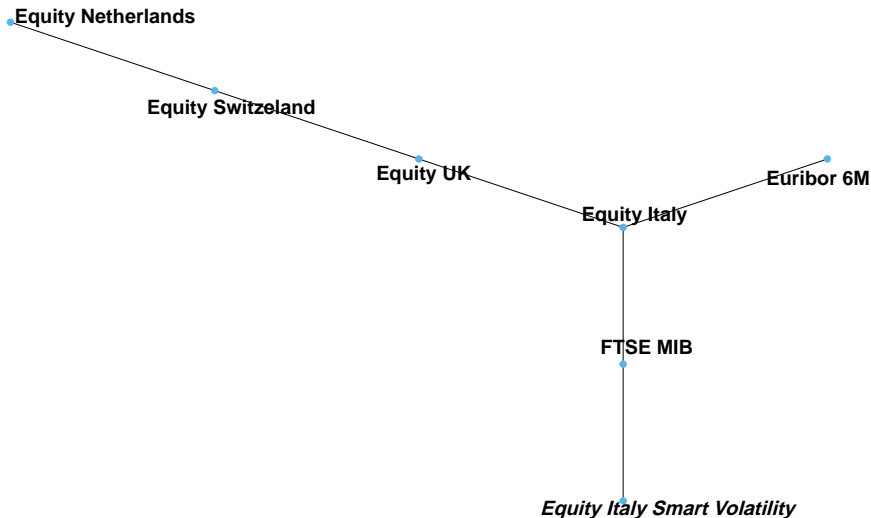 Equity Netherlands
Equity Switzeland
Equity UK
Euribor 6M
Equity Italy
FTSE MIB
Equity Italy Smart Volatility